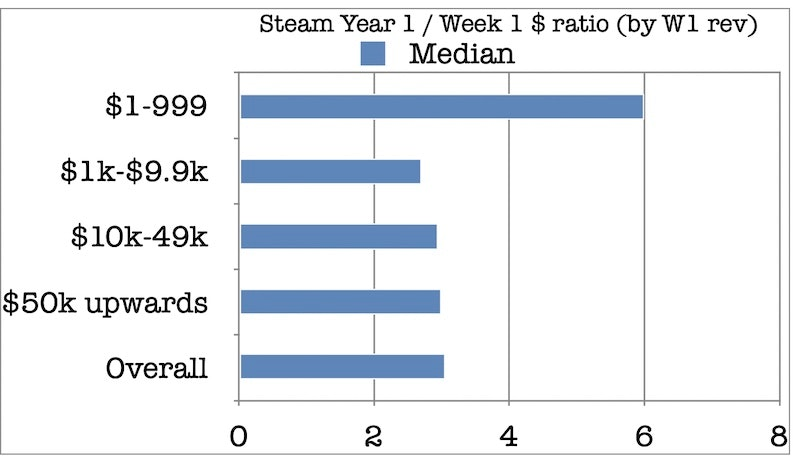 Steam Year 1 / Week 1 $ ratio (by W1 rev)
Median
$1-999
$1k-$9.9k
$10k-49k
$50k upwards
Overall
0 2 4 6 8